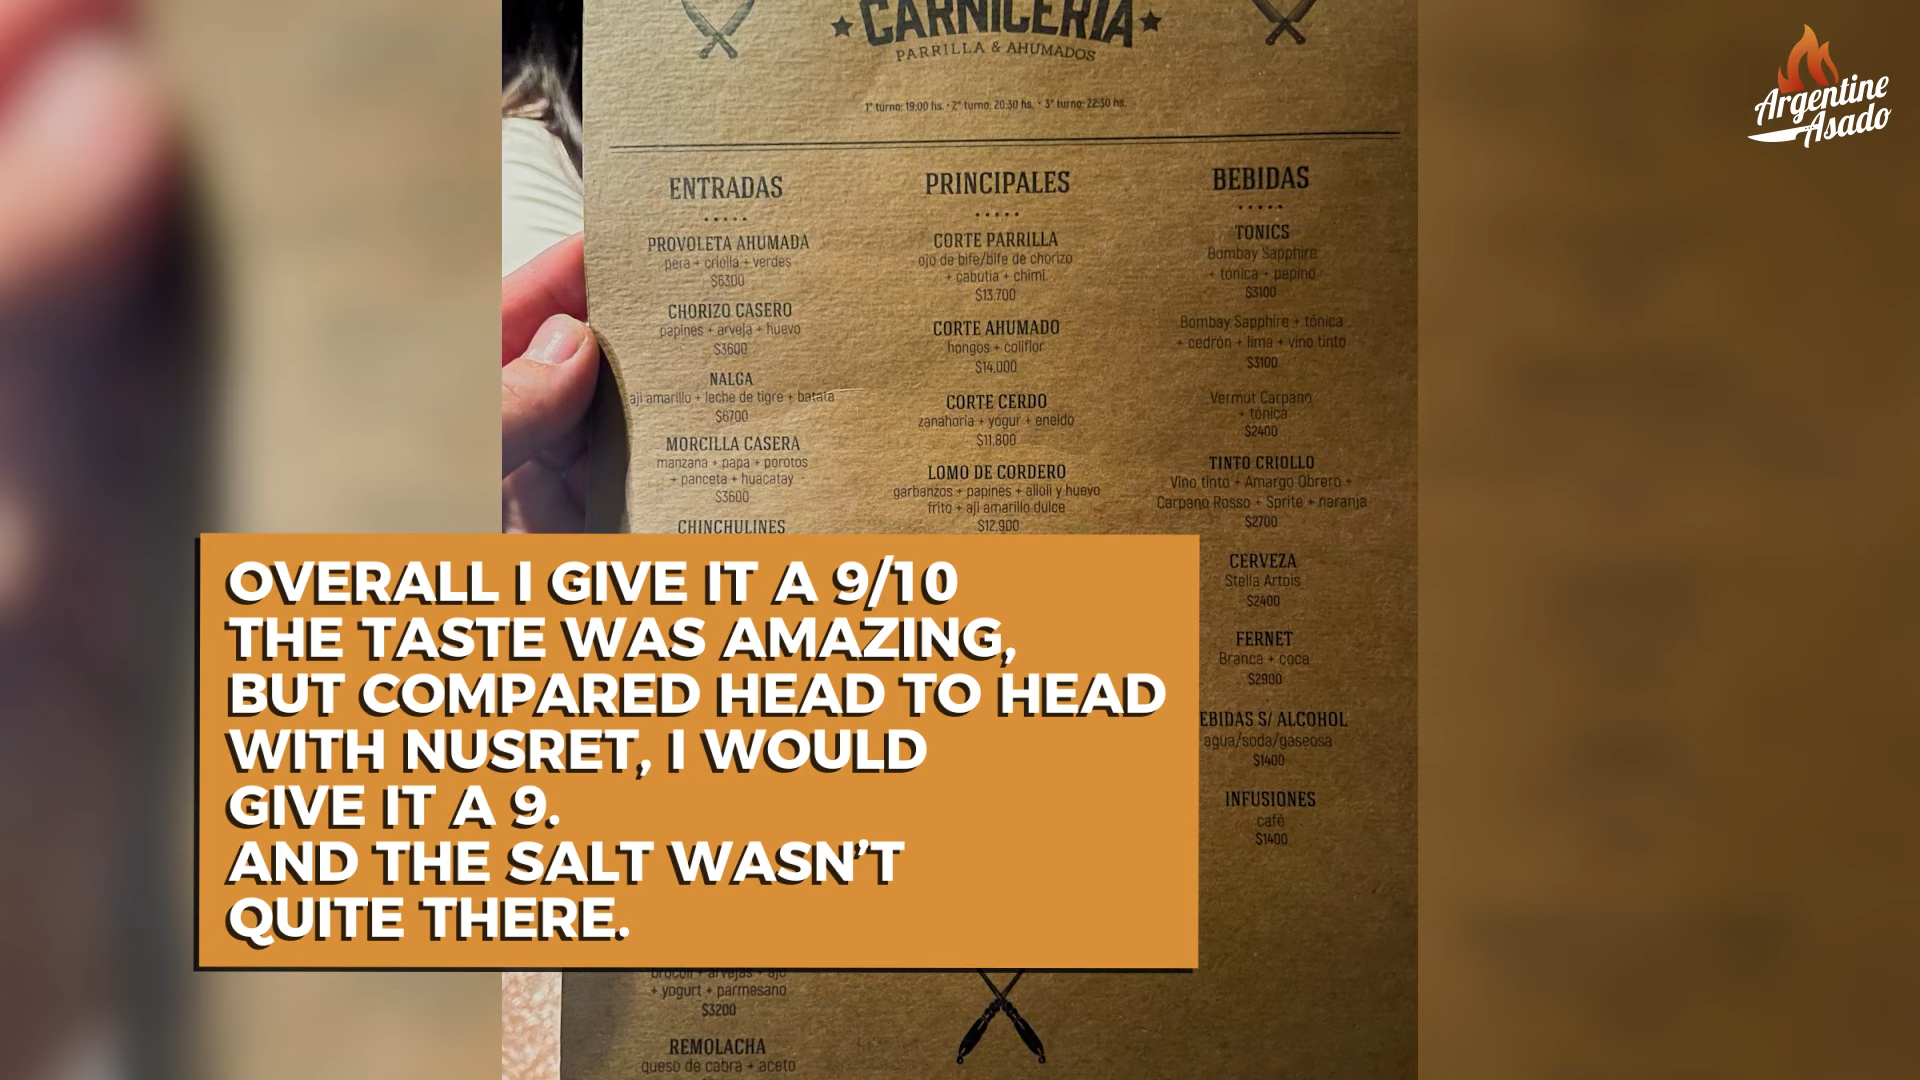 CARNICERIA
PARRILLA & AHUMADOS
1° turno: 19:00 hs. • 2° turno: 20:30 hs. • 3° turno: 22:30 hs.
ENTRADAS
PROVOLETA AHUMADA
pera + criolla + verdes
$6300
CHORIZO CASERO
papines + arveja + huevo
$3600
NALGA
aji amarillo + leche de tigre + batata
$6700
MORCILLA CASERA
manzana + papa + porotos
+ panceta + huacatay
$3600
CHINCHULINES
brócoli + arvejas + ajo
+ yogurt + parmesano
$3200
REMOLACHA
queso de cabra + aceto
PRINCIPALES
CORTE PARRILLA
ojo de bife/bife de chorizo
+ cabutia + chimi
$13.700
CORTE AHUMADO
hongos + coliflor
$14.000
CORTE CERDO
zanahoria + yogur + eneldo
$11.800
LOMO DE CORDERO
garbanzos + papines + alioli y huevo
frito + aji amarillo dulce
$12.900
BEBIDAS
TONICS
Bombay Sapphire
+ tónica + pepino
$3100
Bombay Sapphire + tónica
+ cedrón + lima + vino tinto
$3100
Vermut Carpano
+ tónica
$2400
TINTO CRIOLLO
Vino tinto + Amargo Obrero +
Carpano Rosso + Sprite + naranja
$2700
CERVEZA
Stella Artois
$2400
FERNET
Branca + coca
$2900
EBIDAS S/ ALCOHOL
agua/soda/gaseosa
$1400
INFUSIONES
café
$1400
OVERALL I GIVE IT A 9/10
THE TASTE WAS AMAZING,
BUT COMPARED HEAD TO HEAD
WITH NUSRET, I WOULD
GIVE IT A 9.
AND THE SALT WASN'T
QUITE THERE.
Argentine
Asado